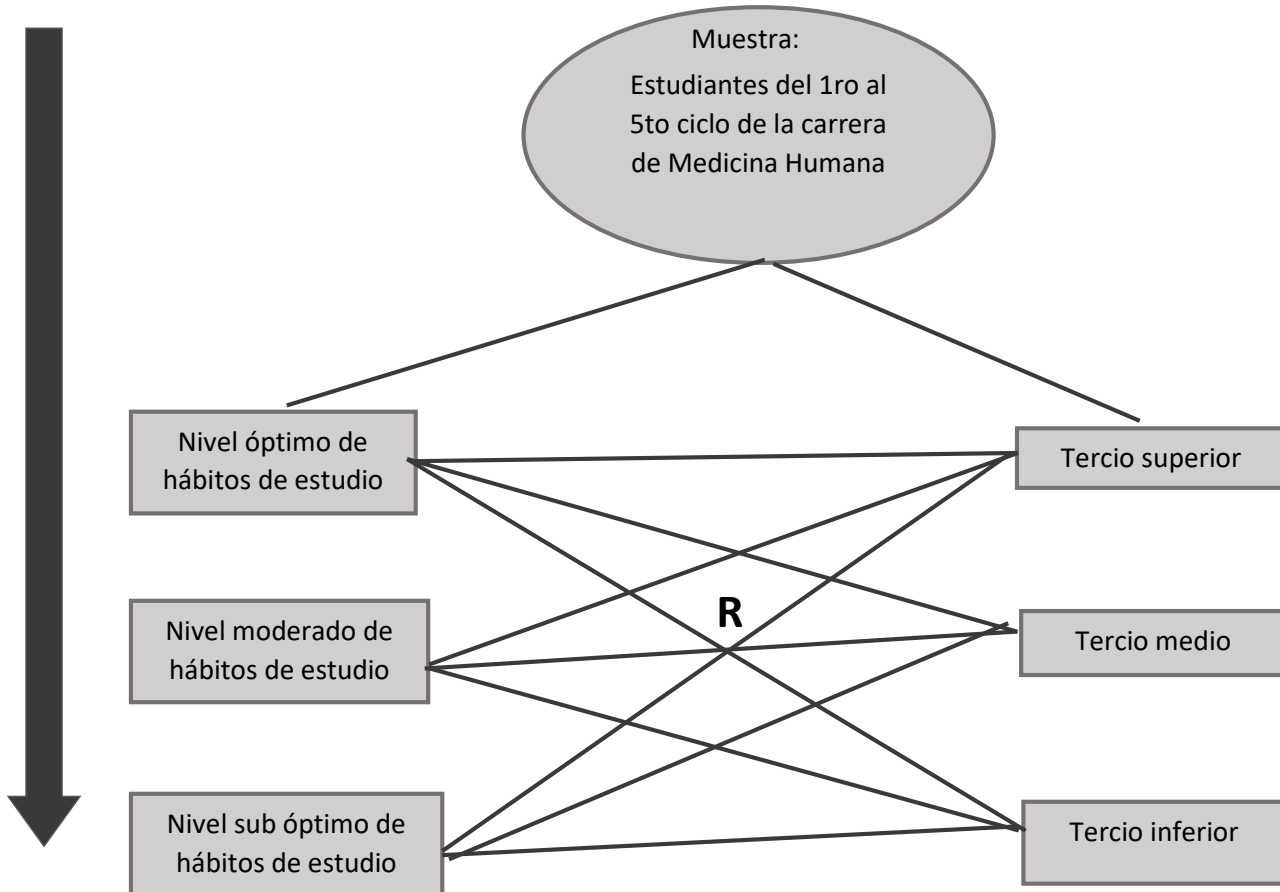 Muestra:
Estudiantes del 1ro al
5to ciclo de la carrera
de Medicina Humana
Nivel óptimo de
hábitos de estudio
Tercio superior
R
Nivel moderado de
hábitos de estudio
Tercio medio
Nivel sub óptimo de
hábitos de estudio
Tercio inferior